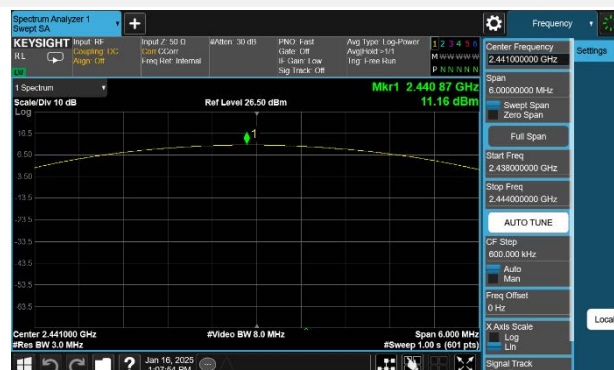 Spectrum Analyzer 1
Swept SA
+
Frequency
KEYSIGHT
Input: RF
Coupling: DC
Align: Off
Input Z: 50 Ω
Corr CCorr
Freq Ref: Internal
#Atten: 30 dB
PNO: Fast
Gate: Off
IF Gain: Low
Sig Track: Off
Avg Type: Log-Power
Avg|Hold:>1/1
Trig: Free Run
1 2 3 4 5 6
M W W W W W
P N N N N N
R L
LW
1 Spectrum
Scale/Div 10 dB
Log
Ref Level 26.50 dBm
Mkr1 2.440 87 GHz
11.16 dBm
1
16.5
6.50
-3.50
-13.5
-23.5
-33.5
-43.5
-53.5
-63.5
Center 2.441000 GHz
#Res BW 3.0 MHz
#Video BW 8.0 MHz
Span 6.000 MHz
#Sweep 1.00 s (601 pts)
?
Jan 16, 2025
1:07:54 PM
Center Frequency
2.441000000 GHz
Settings
Span
6.00000000 MHz
Swept Span
Zero Span
Full Span
Start Freq
2.438000000 GHz
Stop Freq
2.444000000 GHz
AUTO TUNE
CF Step
600.000 kHz
Auto
Man
Freq Offset
0 Hz
X Axis Scale
Log
Lin
Local
Signal Track